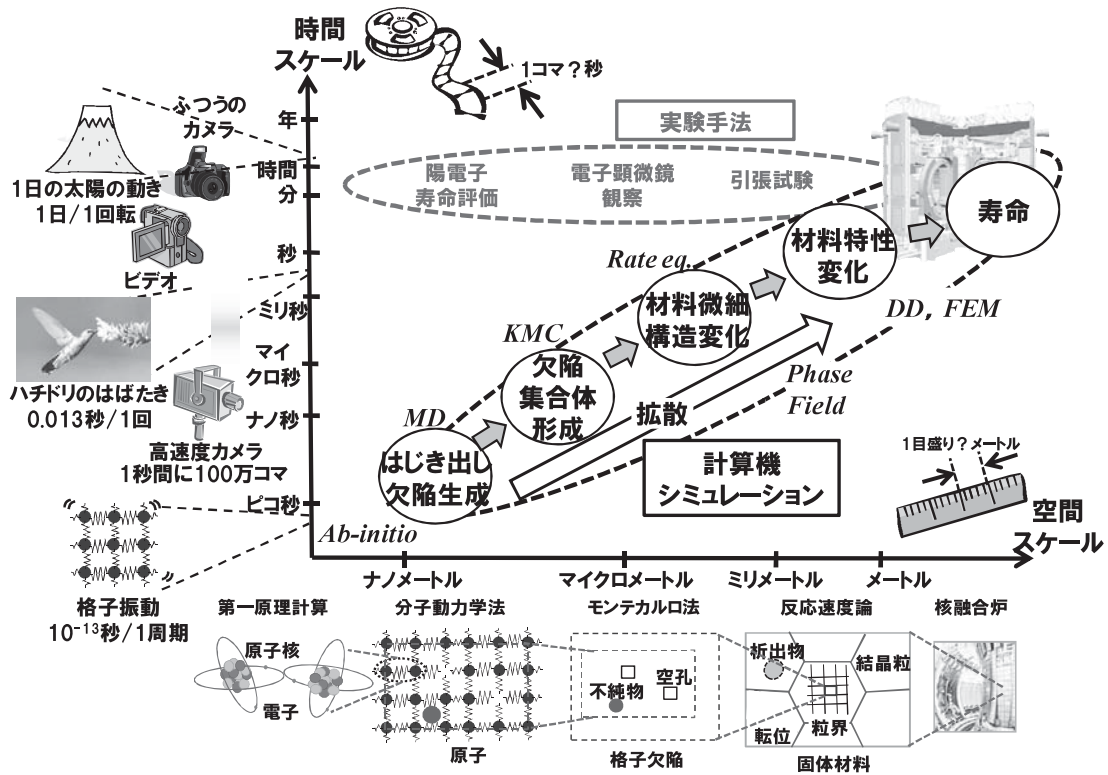 時間
スケール
1コマ？秒
ふつうの
カメラ
年
実験手法
時間
陽電子
寿命評価
電子顕微鏡
観察
引張試験
1日の太陽の動き
1日/1回転
分
寿命
秒
ビデオ
Rate eq.
材料特性
変化
ミリ秒
材料微細
構造変化
DD, FEM
KMC
マイ
クロ秒
欠陥
集合体
形成
Phase
Field
ハチドリのはばたき
0.013秒/1回
ナノ秒
MD
拡散
高速度カメラ
1秒間に100万コマ
はじき出し
欠陥生成
計算機
シミュレーション
1目盛り？メートル
ピコ秒
Ab-initio
空間
スケール
ナノメートル
マイクロメートル
ミリメートル
メートル
格子振動
10⁻¹³秒/1周期
第一原理計算
分子動力学法
モンテカルロ法
反応速度論
核融合炉
原子核
電子
原子
不純物
空孔
格子欠陥
析出物
結晶粒
転位
粒界
固体材料